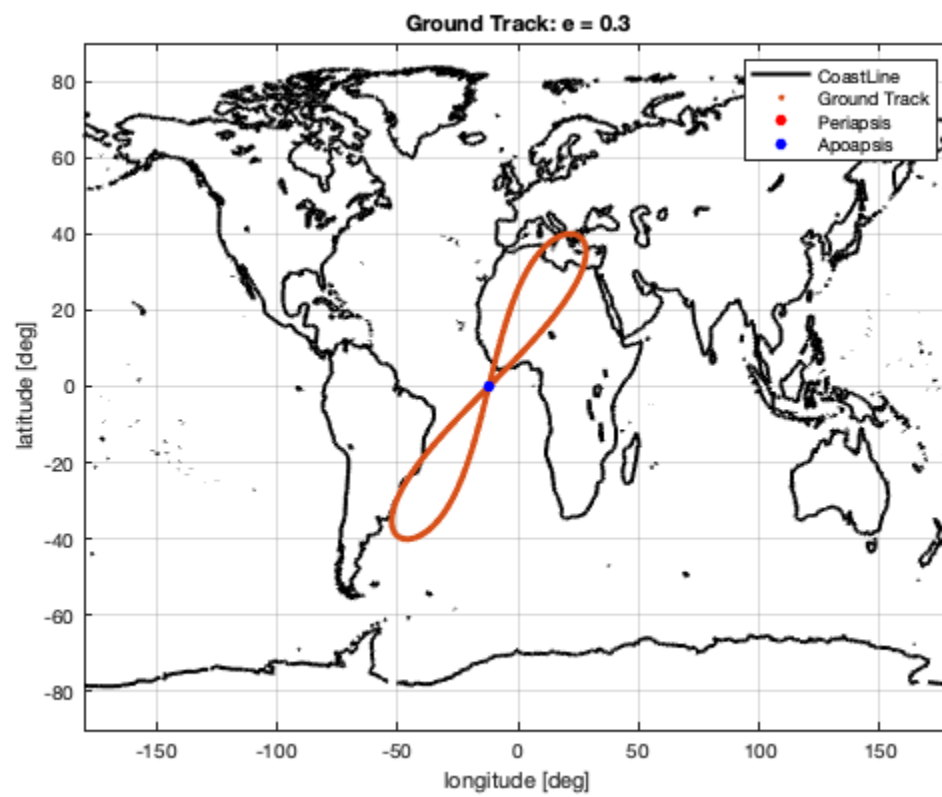 Ground Track: e = 0.3
CoastLine
Ground Track
Periapsis
Apoapsis
80
60
40
20
0
-20
-40
-60
-80
latitude [deg]
-150 -100 -50 0 50 100 150
longitude [deg]